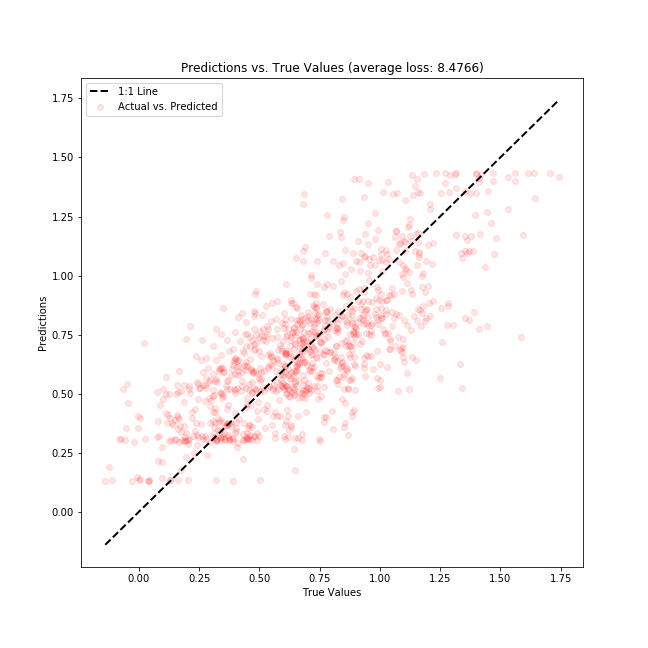 Predictions vs. True Values (average loss: 8.4766)
1:1 Line
Actual vs. Predicted
1.75
1.50
1.25
1.00
0.75
0.50
0.25
0.00
Predictions
0.00 0.25 0.50 0.75 1.00 1.25 1.50 1.75
True Values